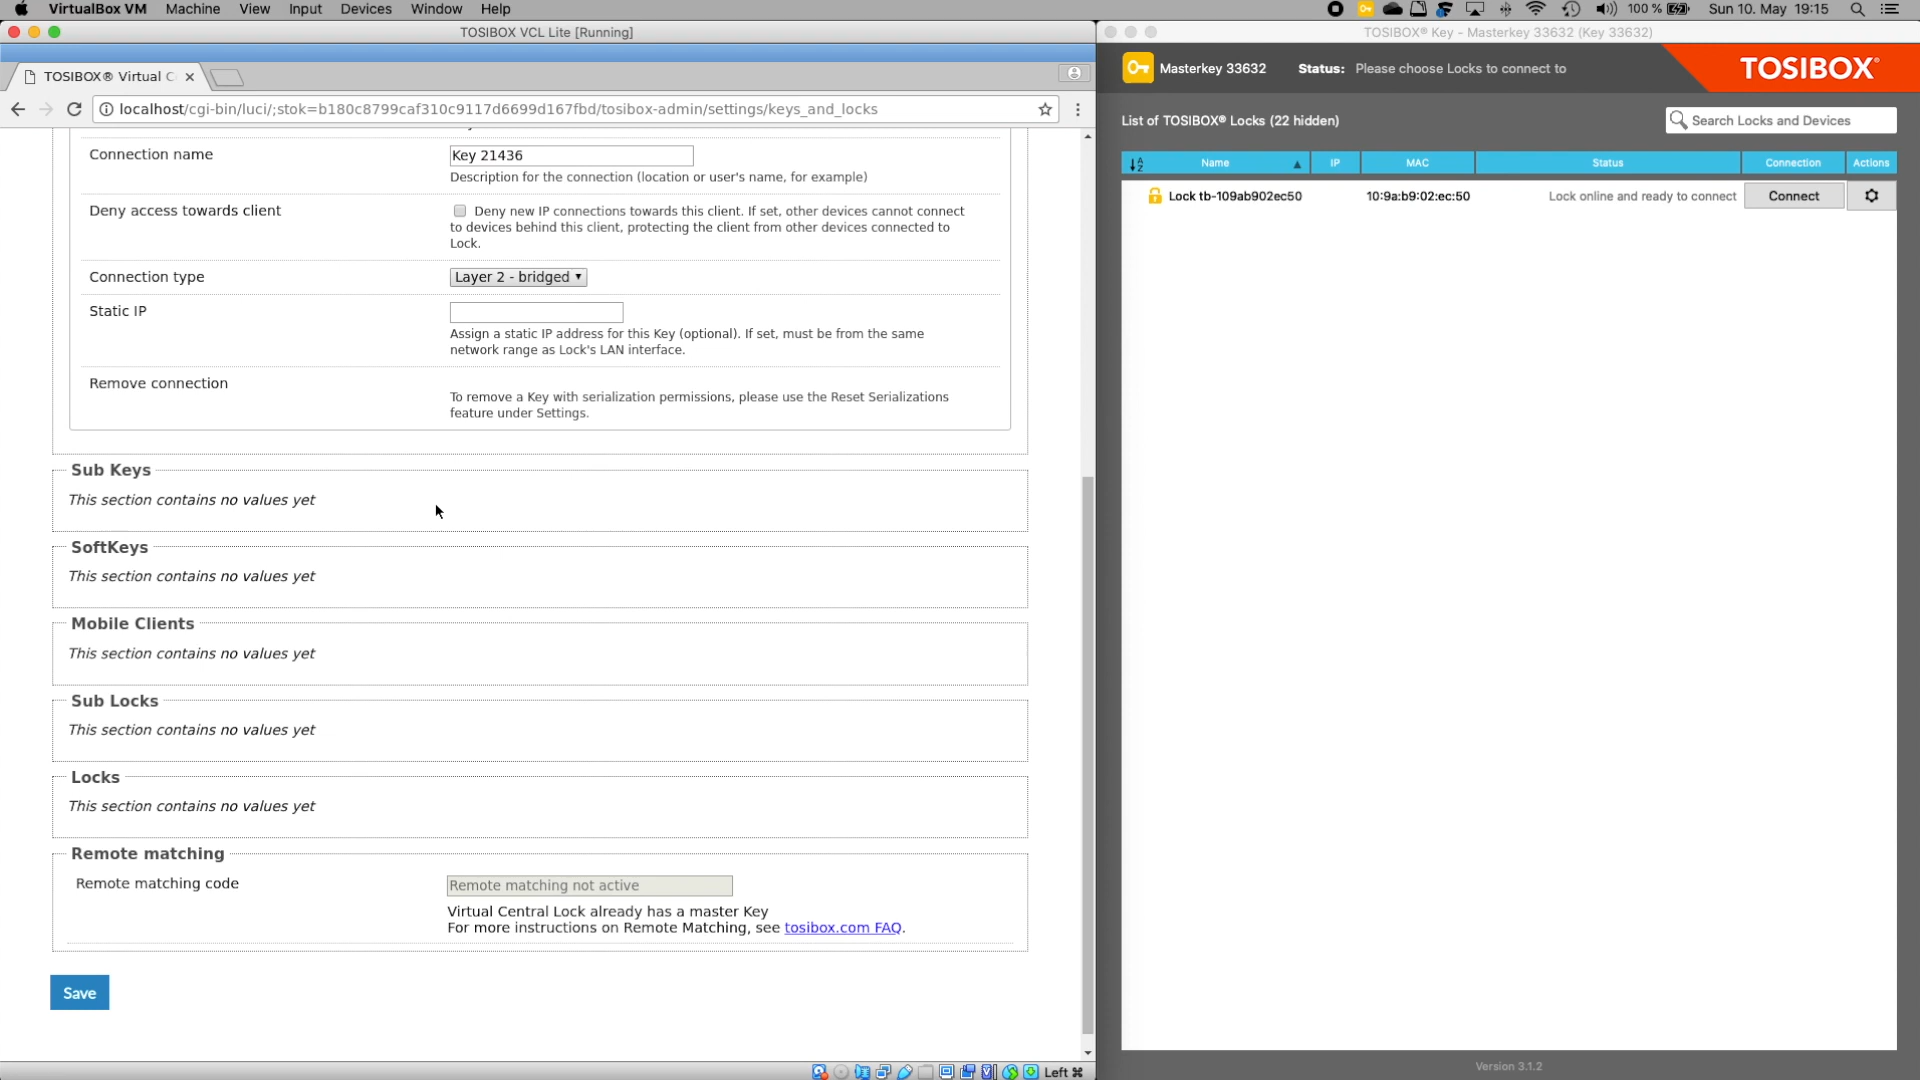 VirtualBox VM Machine View Input Devices Window Help
100 % Sun 10. May 19:15
TOSIBOX VCL Lite [Running]
TOSIBOX® Virtual C
localhost/cgi-bin/luci/;stok=b180c8799caf310c9117d6699d167fbd/tosibox-admin/settings/keys_and_locks
Connection name
Key 21436
Description for the connection (location or user's name, for example)
Deny access towards client
Deny new IP connections towards this client. If set, other devices cannot connect
to devices behind this client, protecting the client from other devices connected to
Lock.
Connection type
Layer 2 - bridged
Static IP
Assign a static IP address for this Key (optional). If set, must be from the same
network range as Lock's LAN interface.
Remove connection
To remove a Key with serialization permissions, please use the Reset Serializations
feature under Settings.
Sub Keys
This section contains no values yet
SoftKeys
This section contains no values yet
Mobile Clients
This section contains no values yet
Sub Locks
This section contains no values yet
Locks
This section contains no values yet
Remote matching
Remote matching code
Remote matching not active
Virtual Central Lock already has a master Key
For more instructions on Remote Matching, see tosibox.com FAQ.
Save
Left ⌘
TOSIBOX® Key - Masterkey 33632 (Key 33632)
Masterkey 33632
Status: Please choose Locks to connect to
TOSIBOX®
List of TOSIBOX® Locks (22 hidden)
Search Locks and Devices
Name IP MAC Status Connection Actions
Lock tb-109ab902ec50 10:9a:b9:02:ec:50 Lock online and ready to connect Connect
Version 3.1.2